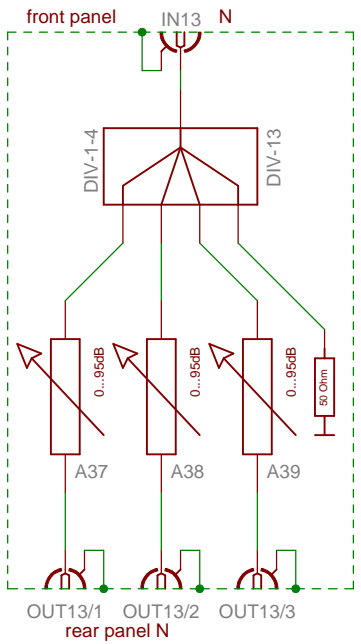 IN13
front panel N
DIV-1-4
DIV-13
0...95dB
0...95dB
0...95dB
50 Ohm
A37
A38
A39
OUT13/1
OUT13/2
OUT13/3
rear panel N